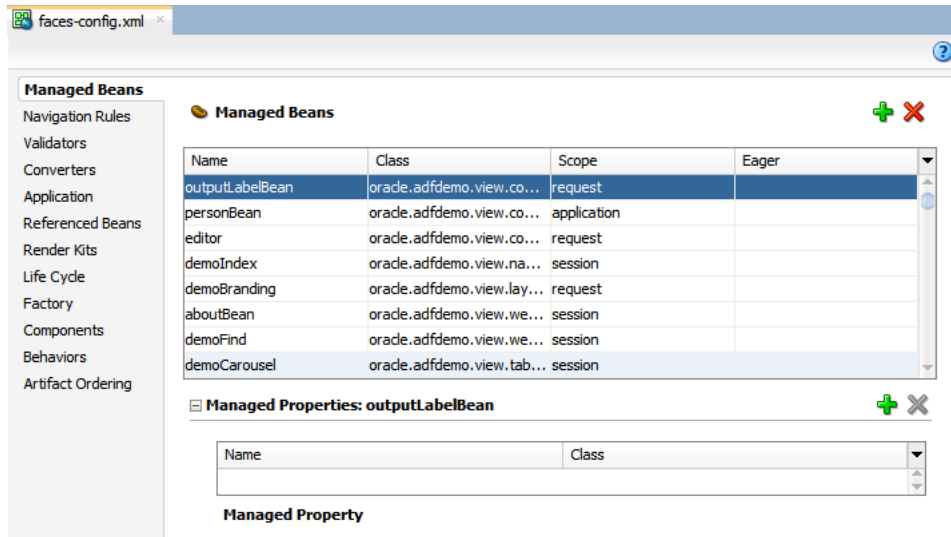 faces-config.xml
Managed Beans
Navigation Rules
Validators
Converters
Application
Referenced Beans
Render Kits
Life Cycle
Factory
Components
Behaviors
Artifact Ordering
Managed Beans
Name Class Scope Eager
outputLabelBean oracle.adfdemo.view.co... request
personBean oracle.adfdemo.view.co... application
editor oracle.adfdemo.view.co... request
demoIndex oracle.adfdemo.view.na... session
demoBranding oracle.adfdemo.view.lay... request
aboutBean oracle.adfdemo.view.we... session
demoFind oracle.adfdemo.view.we... session
demoCarousel oracle.adfdemo.view.tab... session
Managed Properties: outputLabelBean
Name Class
Managed Property